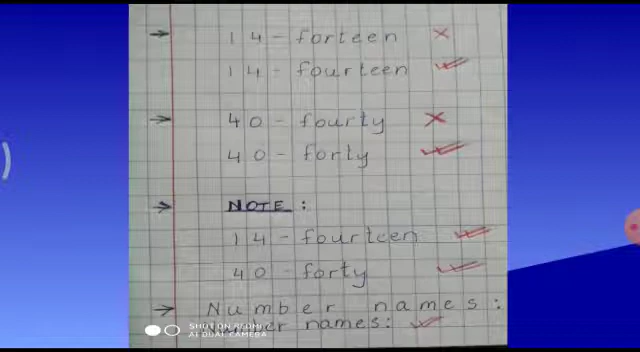 → 14 - forteen ×
14 - fourteen ✓
→ 40 - fourty ×
40 - forty ✓
→ NOTE :
14 - fourteen ✓
40 - forty ✓
→ Number names :
names : ✓
SHOT ON REDMI
AI DUAL CAMERA